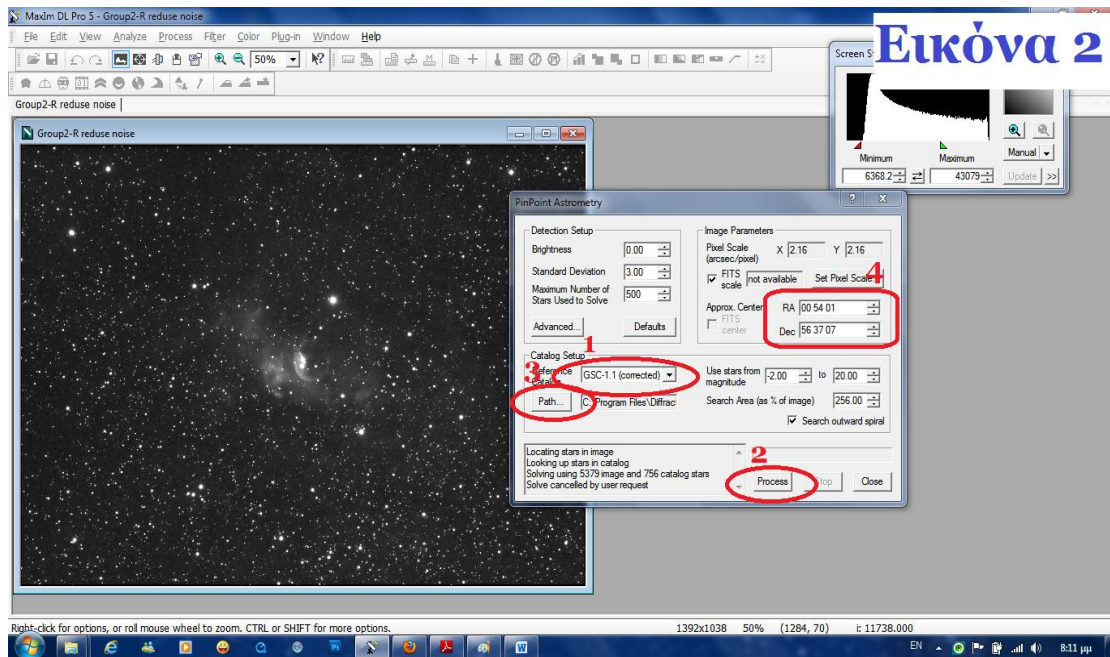 MaxIm DL Pro 5 - Group2-R reduse noise
File Edit View Analyze Process Filter Color Plug-in Window Help
50%
Εικόνα 2
Group2-R reduse noise
Group2-R reduse noise
Screen S
Minimum Maximum Manual
6368.2 43079 Update >>
PinPoint Astrometry
Detection Setup
Brightness 0.00
Standard Deviation 3.00
Maximum Number of
Stars Used to Solve 500
Advanced... Defaults
Image Parameters
Pixel Scale X 2.16 Y 2.16
(arcsec/pixel)
FITS
scale not available Set Pixel Scale
4
Approx. Center RA 00 54 01
FITS
center Dec 56 37 07
1
Catalog Setup
3
Reference
Catalog GSC-1.1 (corrected)
Path... C:\Program Files\Diffrac
Use stars from
magnitude -2.00 to 20.00
Search Area (as % of image) 256.00
Search outward spiral
Locating stars in image
Looking up stars in catalog
Solving using 5379 image and 756 catalog stars
Solve cancelled by user request
2
Process Stop Close
Right-click for options, or roll mouse wheel to zoom. CTRL or SHIFT for more options. 1392x1038 50% (1284, 70) i: 11738.000
EN 8:11 μμ